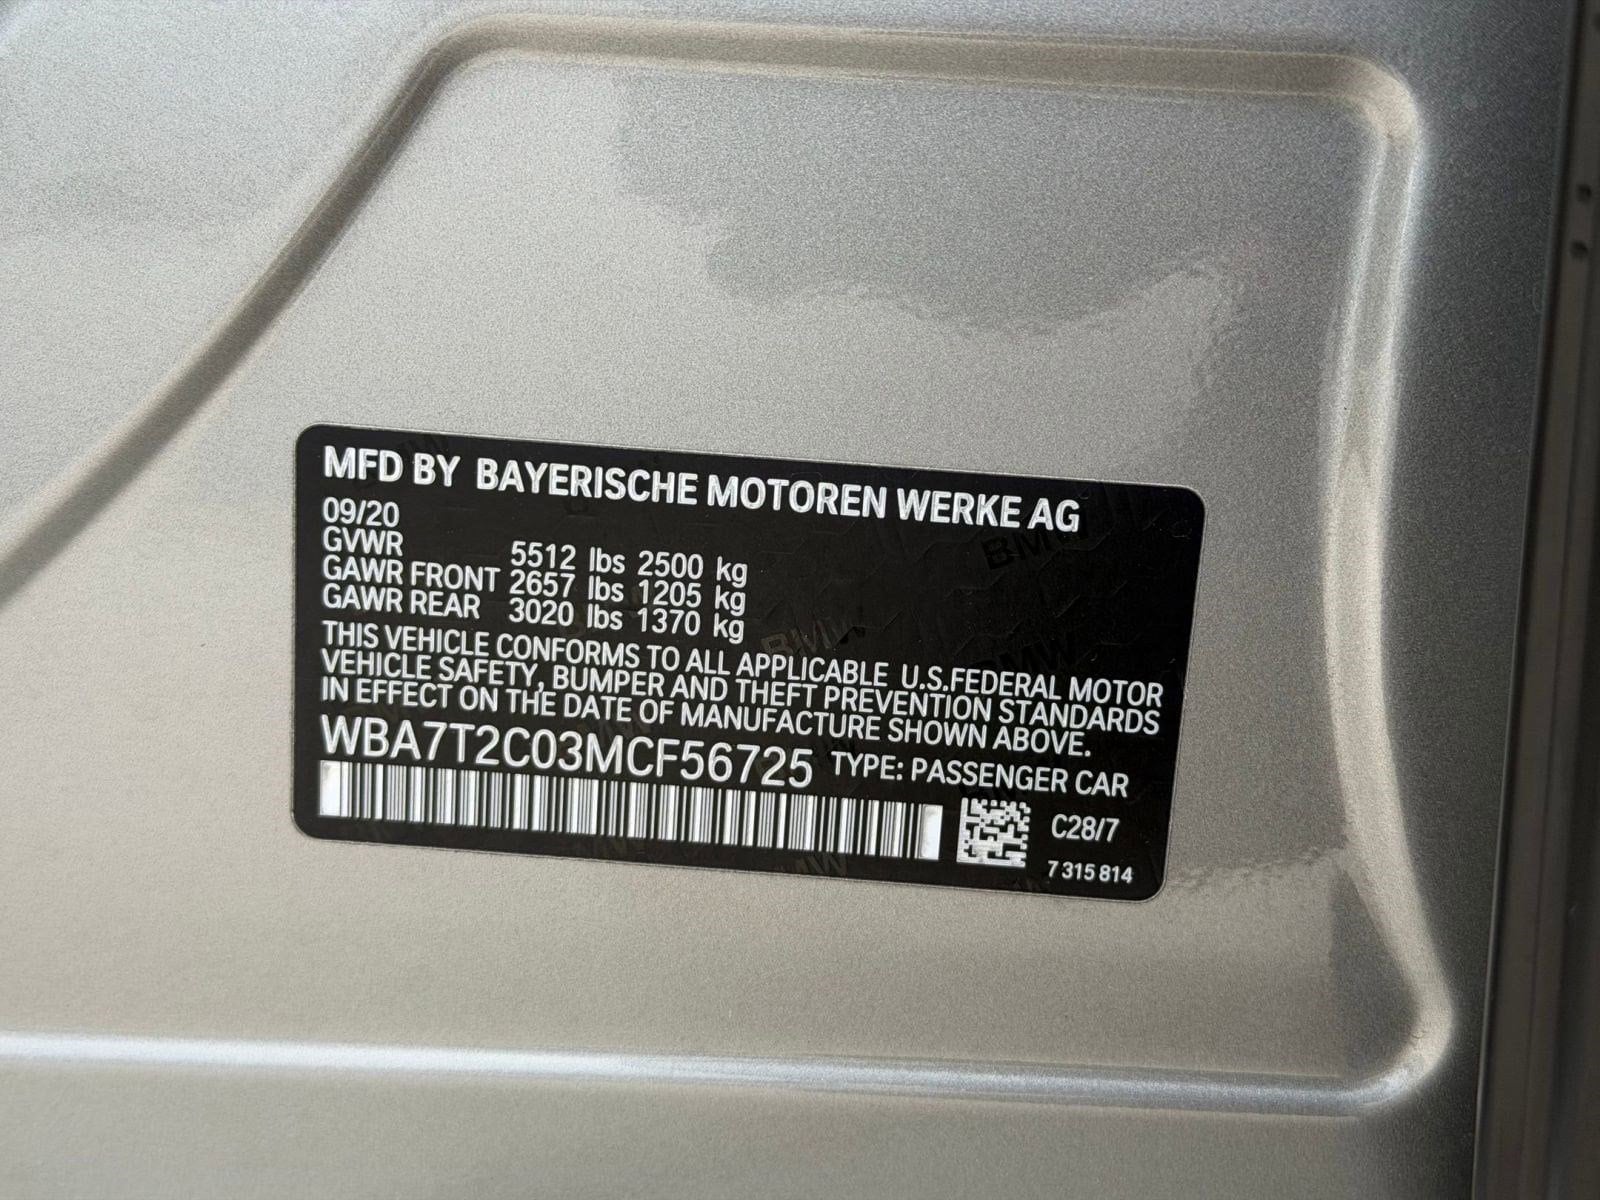 MFD BY BAYERISCHE MOTOREN WERKE AG
09/20
GVWR 5512 lbs 2500 kg
GAWR FRONT 2657 lbs 1205 kg
GAWR REAR 3020 lbs 1370 kg
THIS VEHICLE CONFORMS TO ALL APPLICABLE U.S.FEDERAL MOTOR
VEHICLE SAFETY, BUMPER AND THEFT PREVENTION STANDARDS
IN EFFECT ON THE DATE OF MANUFACTURE SHOWN ABOVE.
WBA7T2C03MCF56725 TYPE: PASSENGER CAR
C28/7
7 315 814
BMW
BMW
BMW